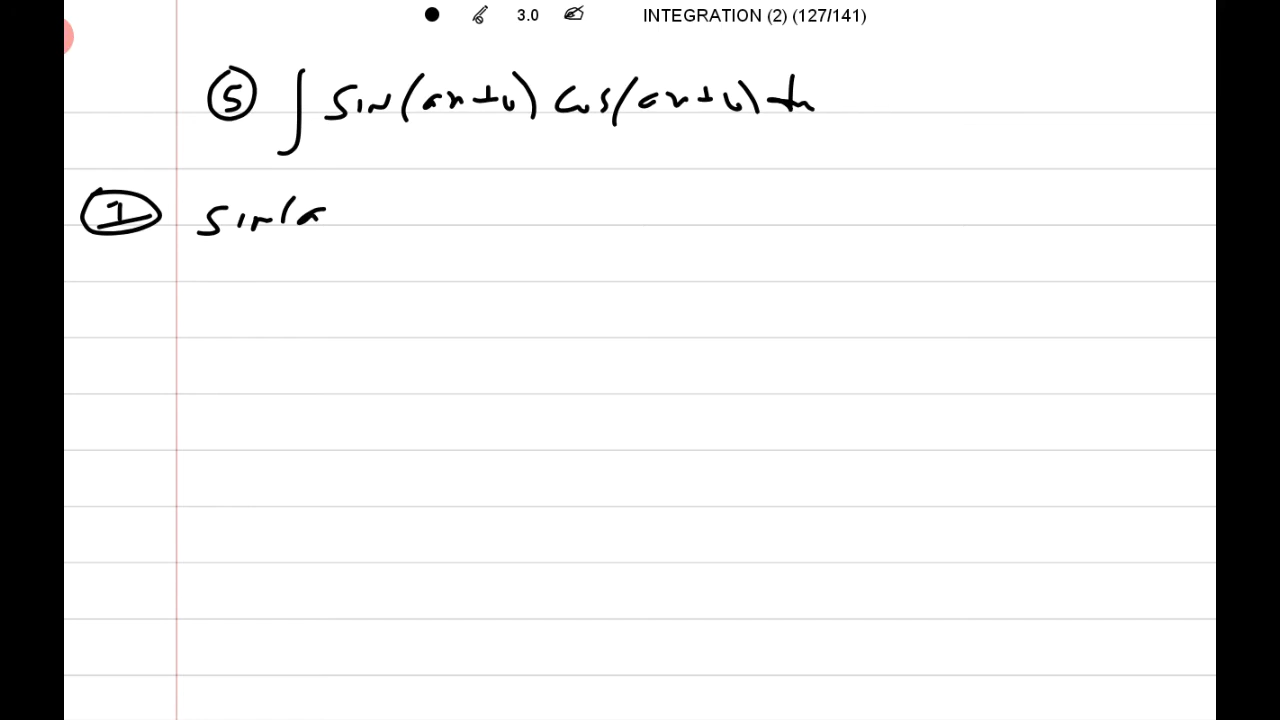 3.0 INTEGRATION (2) (127/141)
⑤ ∫ sin(ax+b) cos(ax+b) dx
① sin(a